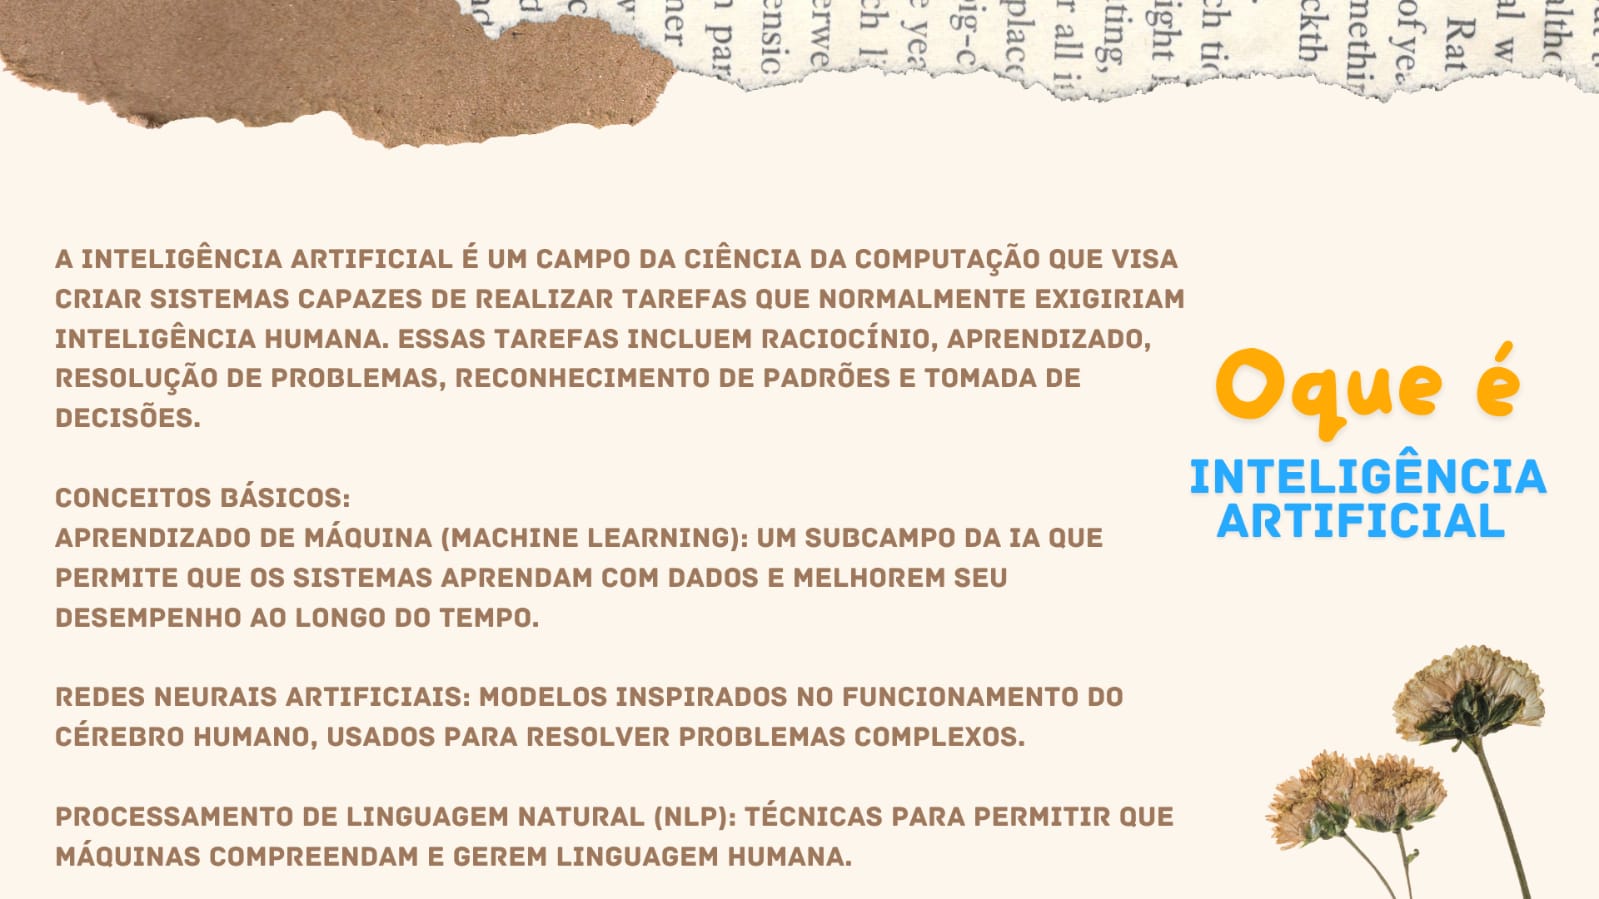 A INTELIGÊNCIA ARTIFICIAL É UM CAMPO DA CIÊNCIA DA COMPUTAÇÃO QUE VISA
CRIAR SISTEMAS CAPAZES DE REALIZAR TAREFAS QUE NORMALMENTE EXIGIRIAM
INTELIGÊNCIA HUMANA. ESSAS TAREFAS INCLUEM RACIOCÍNIO, APRENDIZADO,
RESOLUÇÃO DE PROBLEMAS, RECONHECIMENTO DE PADRÕES E TOMADA DE
DECISÕES.
CONCEITOS BÁSICOS:
APRENDIZADO DE MÁQUINA (MACHINE LEARNING): UM SUBCAMPO DA IA QUE
PERMITE QUE OS SISTEMAS APRENDAM COM DADOS E MELHOREM SEU
DESEMPENHO AO LONGO DO TEMPO.
REDES NEURAIS ARTIFICIAIS: MODELOS INSPIRADOS NO FUNCIONAMENTO DO
CÉREBRO HUMANO, USADOS PARA RESOLVER PROBLEMAS COMPLEXOS.
PROCESSAMENTO DE LINGUAGEM NATURAL (NLP): TÉCNICAS PARA PERMITIR QUE
MÁQUINAS COMPREENDAM E GEREM LINGUAGEM HUMANA.
Oque é
INTELIGÊNCIA
ARTIFICIAL